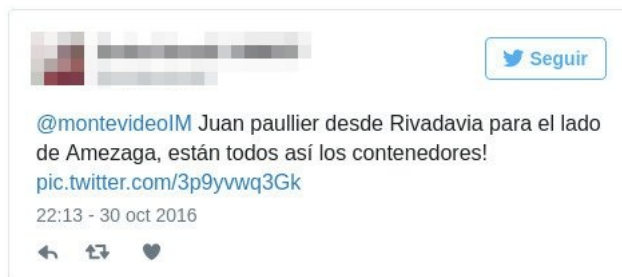 Seguir
@montevideoIM Juan paullier desde Rivadavia para el lado
de Amezaga, están todos así los contenedores!
pic.twitter.com/3p9yvwq3Gk
22:13 - 30 oct 2016